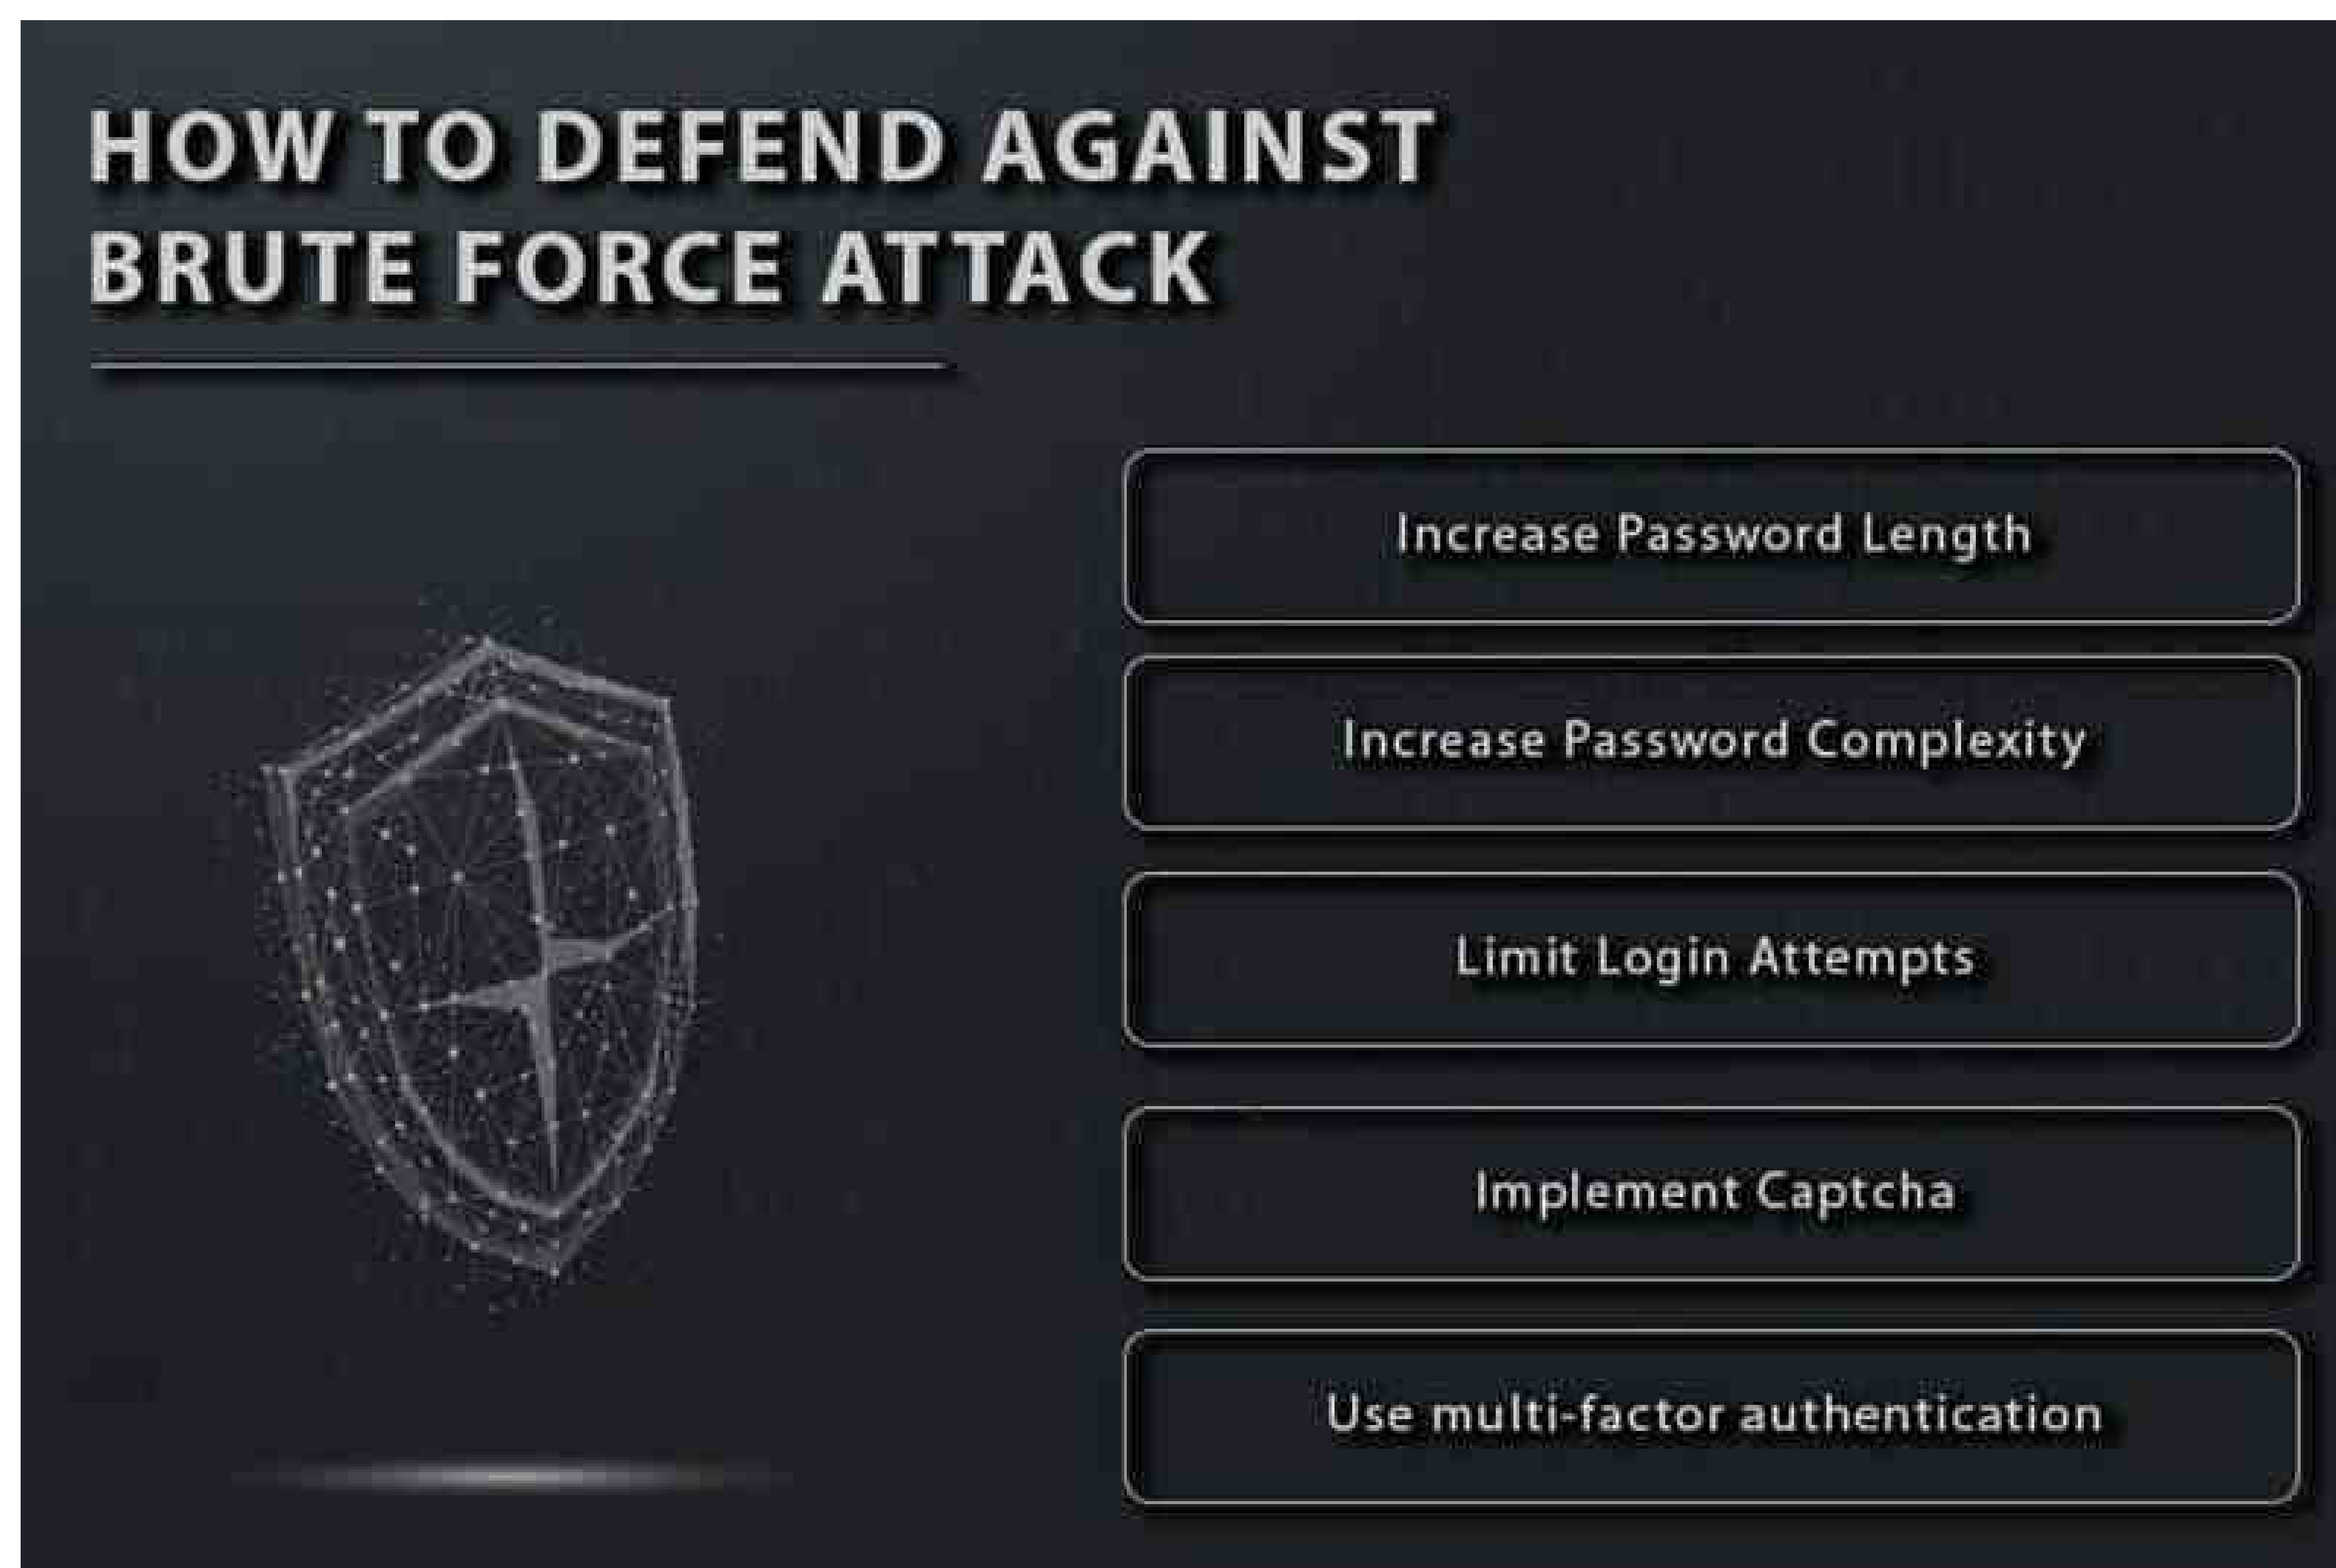 HOW TO DEFEND AGAINST
BRUTE FORCE ATTACK
Increase Password Length
Increase Password Complexity
Limit Login Attempts
Implement Captcha
Use multi-factor authentication